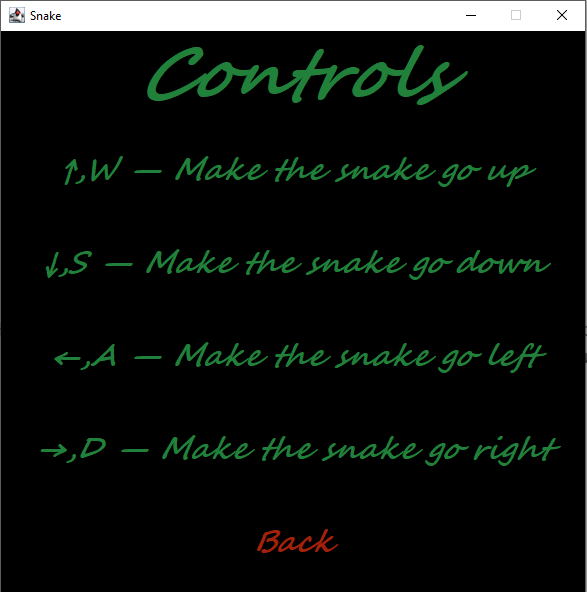 Snake
Controls
↑,W — Make the snake go up
↓,S — Make the snake go down
←,A — Make the snake go left
→,D — Make the snake go right
Back